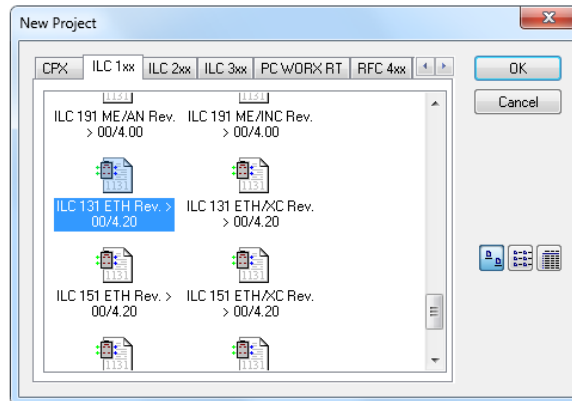 New Project
CPX
ILC 1xx
ILC 2xx
ILC 3xx
PC WORX RT
RFC 4xx
OK
Cancel
1131
1131
ILC 191 ME/AN Rev.
> 00/4.00
ILC 191 ME/INC Rev.
> 00/4.00
1131
1131
ILC 131 ETH Rev. >
00/4.20
ILC 131 ETH/XC Rev.
> 00/4.20
1131
1131
ILC 151 ETH Rev. >
00/4.20
ILC 151 ETH/XC Rev.
> 00/4.20
1131
1131